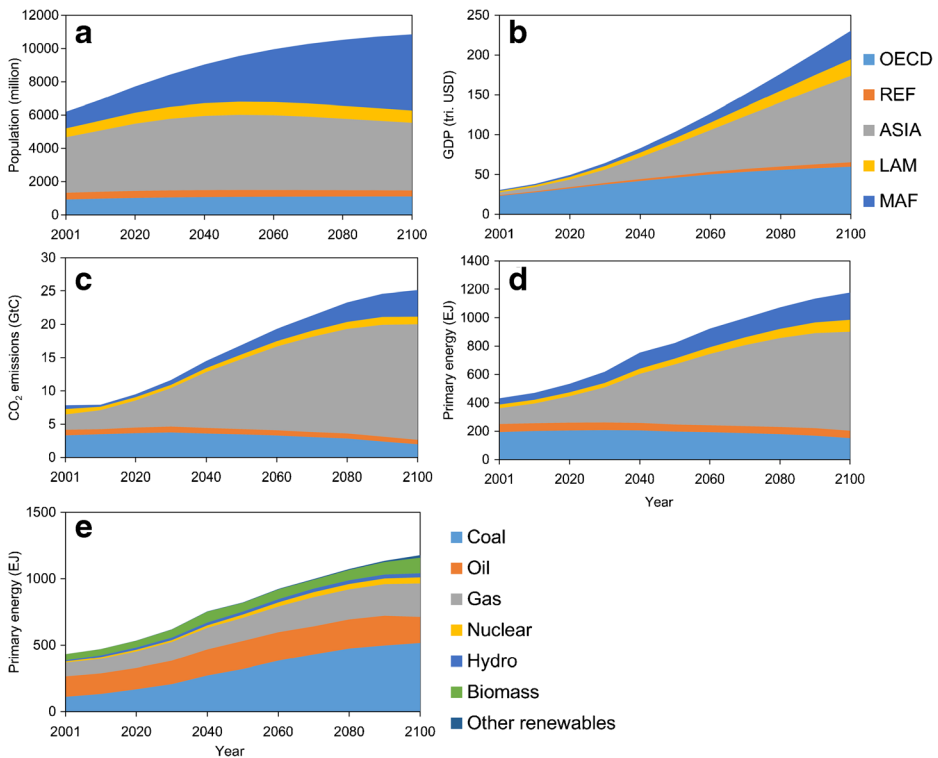 a
Population (million)
12000
10000
8000
6000
4000
2000
0
2001 2020 2040 2060 2080 2100
b
GDP (tri. USD)
250
200
150
100
50
0
2001 2020 2040 2060 2080 2100
OECD
REF
ASIA
LAM
MAF
c
CO₂ emissions (GtC)
30
25
20
15
10
5
0
2001 2020 2040 2060 2080 2100
d
Primary energy (EJ)
1400
1200
1000
800
600
400
200
0
2001 2020 2040 2060 2080 2100
Year
e
Primary energy (EJ)
1500
1000
500
0
2001 2020 2040 2060 2080 2100
Year
Coal
Oil
Gas
Nuclear
Hydro
Biomass
Other renewables